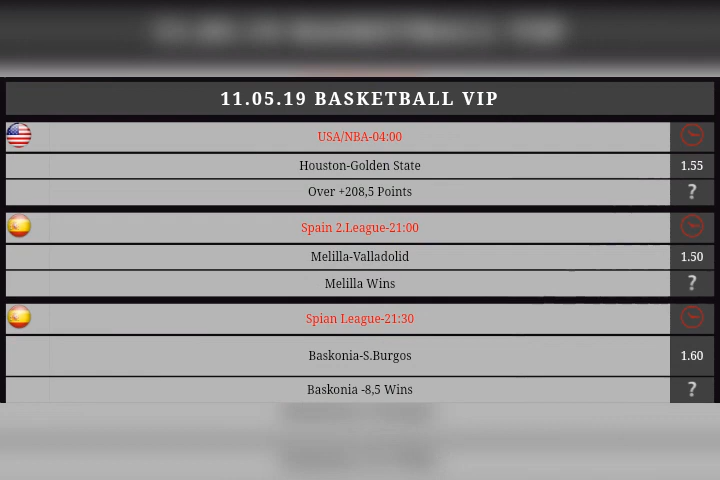 11.05.19 BASKETBALL VIP
USA/NBA-04:00
Houston-Golden State
1.55
Over +208,5 Points
?
Spain 2.League-21:00
Melilla-Valladolid
1.50
Melilla Wins
?
Spian League-21:30
Baskonia-S.Burgos
1.60
Baskonia -8,5 Wins
?